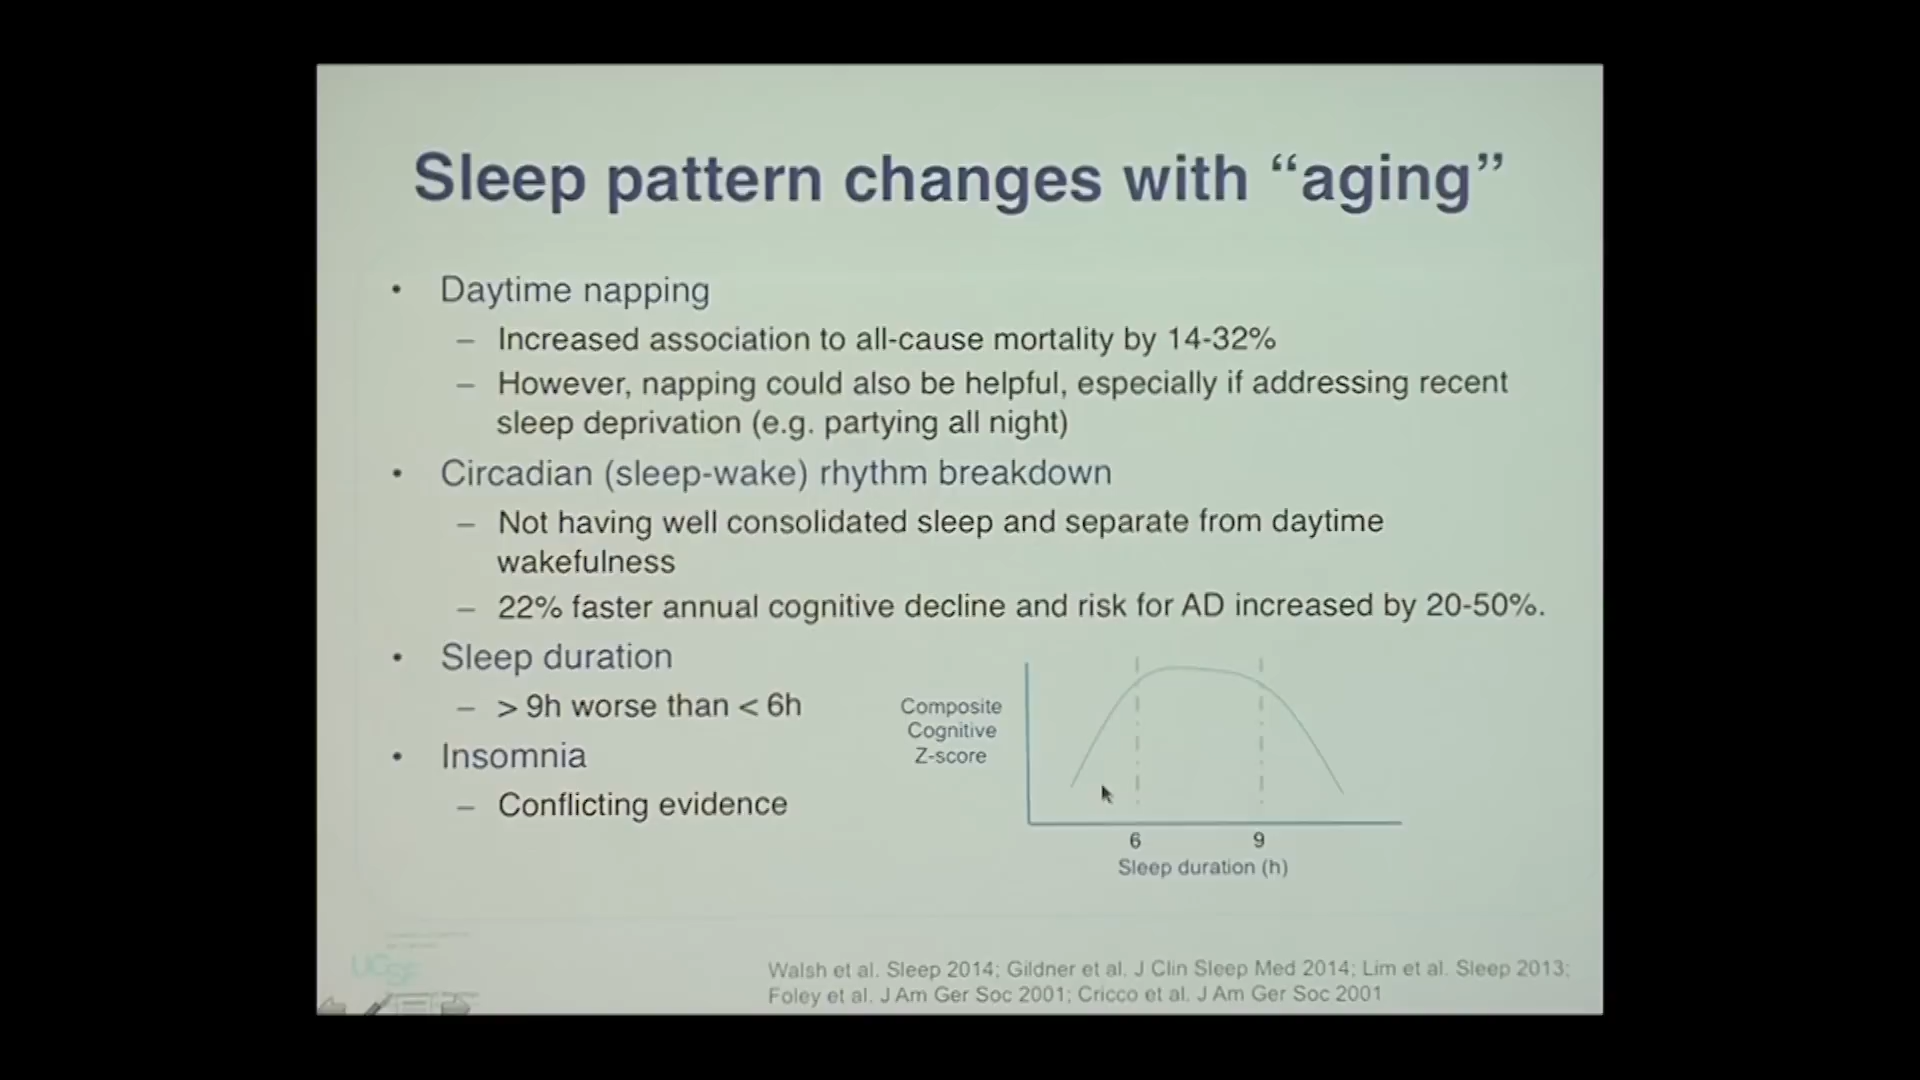 Sleep pattern changes with “aging”
• Daytime napping
– Increased association to all-cause mortality by 14-32%
– However, napping could also be helpful, especially if addressing recent
sleep deprivation (e.g. partying all night)
• Circadian (sleep-wake) rhythm breakdown
– Not having well consolidated sleep and separate from daytime
wakefulness
– 22% faster annual cognitive decline and risk for AD increased by 20-50%.
• Sleep duration
– > 9h worse than < 6h
• Insomnia
– Conflicting evidence
Composite
Cognitive
Z-score
6 9
Sleep duration (h)
UCSF
Walsh et al. Sleep 2014; Gildner et al. J Clin Sleep Med 2014; Lim et al. Sleep 2013;
Foley et al. J Am Ger Soc 2001; Cricco et al. J Am Ger Soc 2001